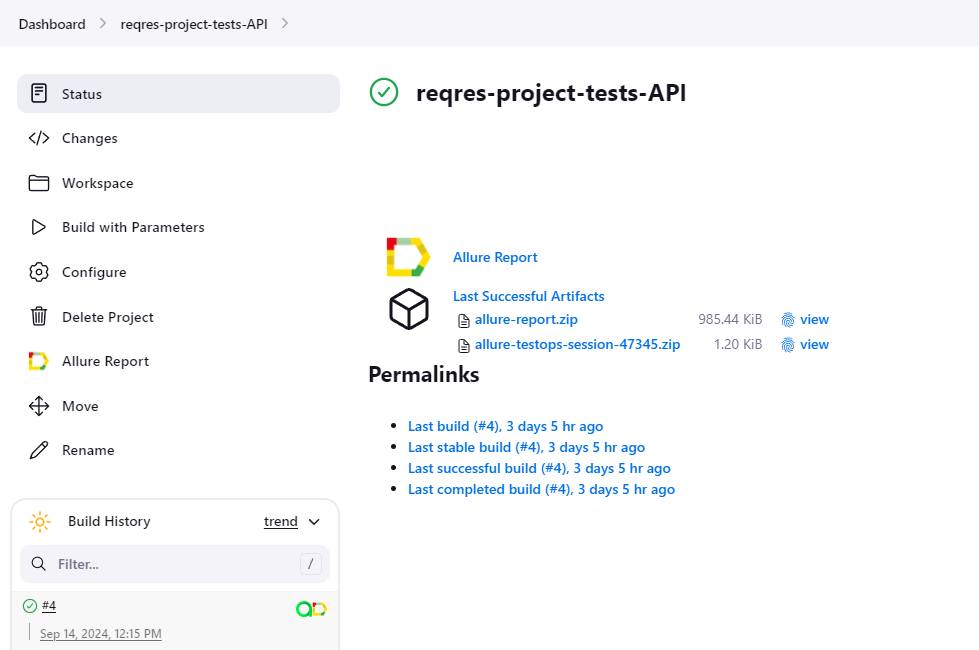 Dashboard
reqres-project-tests-API
Status
Changes
Workspace
Build with Parameters
Configure
Delete Project
Allure Report
Move
Rename
Build History
trend
Filter...
/
#4
Sep 14, 2024, 12:15 PM
reqres-project-tests-API
Allure Report
Last Successful Artifacts
allure-report.zip 985.44 KiB view
allure-testops-session-47345.zip 1.20 KiB view
Permalinks
Last build (#4), 3 days 5 hr ago
Last stable build (#4), 3 days 5 hr ago
Last successful build (#4), 3 days 5 hr ago
Last completed build (#4), 3 days 5 hr ago